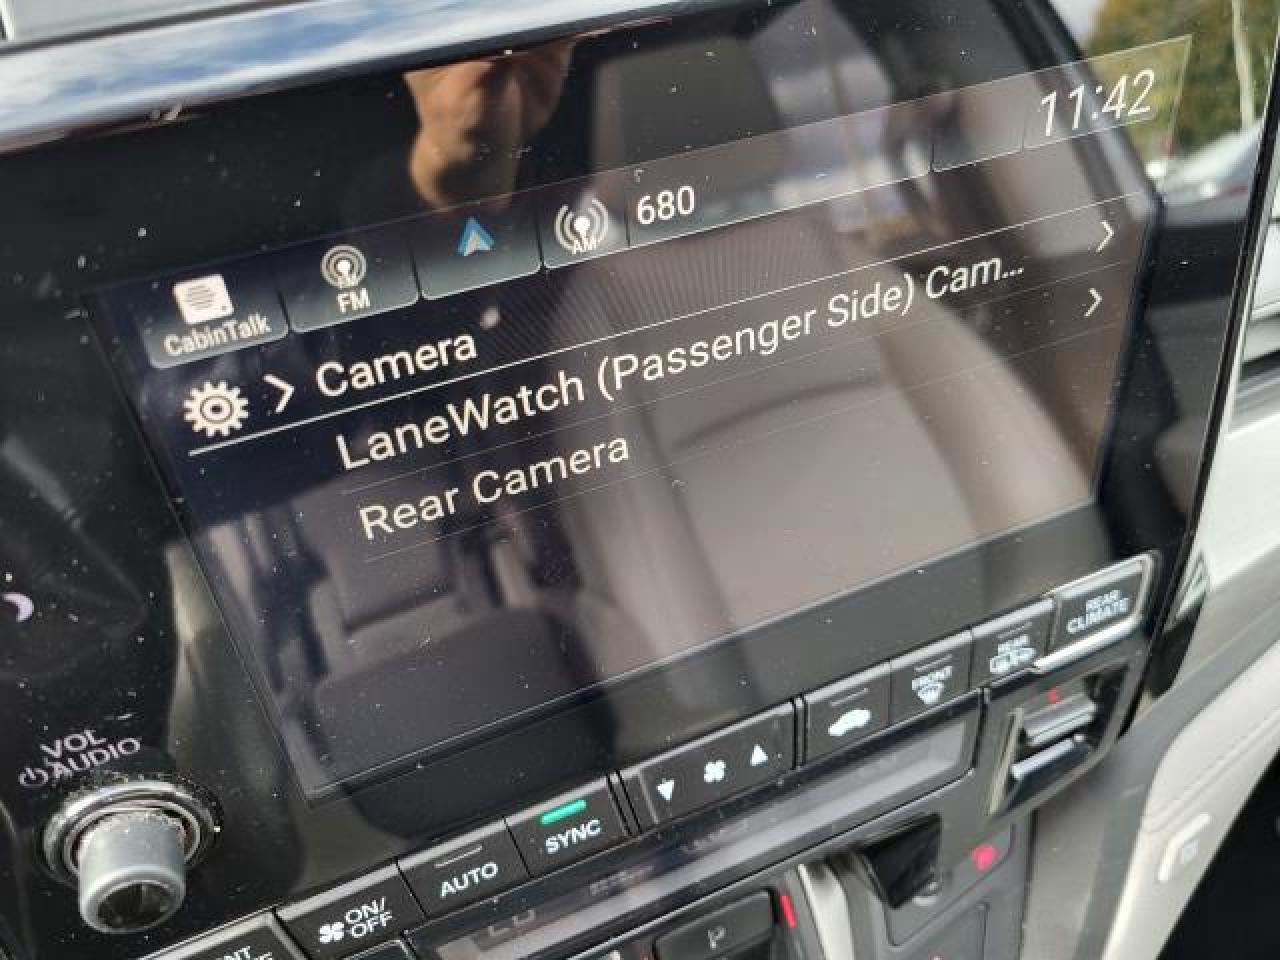 11:42
680
AM
FM
CabinTalk
Camera
LaneWatch (Passenger Side) Cam...
Rear Camera
VOL
AUDIO
REAR
CLIMATE
REAR
FRONT
SYNC
AUTO
ON/
OFF
P